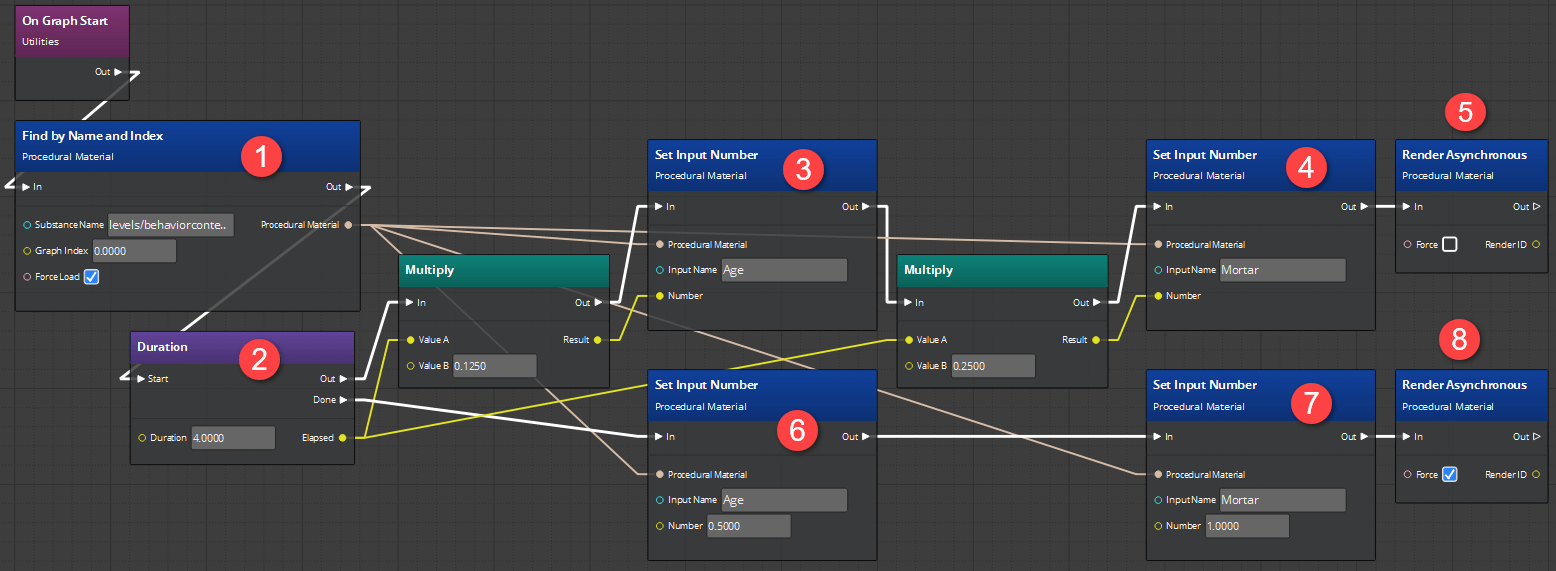 On Graph Start
Utilities
Out
Find by Name and Index
Procedural Material
1
In
Out
Substance Name
levels/behaviorconte..
Procedural Material
Graph Index
0.0000
Force Load
Duration
2
Start
Out
Done
Duration
4.0000
Elapsed
Multiply
In
Out
Value A
Result
Value B
0.1250
Set Input Number
Procedural Material
3
In
Out
Procedural Material
Input Name
Age
Number
Multiply
In
Out
Value A
Result
Value B
0.2500
Set Input Number
Procedural Material
4
In
Out
Procedural Material
Input Name
Mortar
Number
5
Render Asynchronous
Procedural Material
In
Out
Force
Render ID
Set Input Number
Procedural Material
6
In
Out
Procedural Material
Input Name
Age
Number
0.5000
Set Input Number
Procedural Material
7
In
Out
Procedural Material
Input Name
Mortar
Number
1.0000
8
Render Asynchronous
Procedural Material
In
Out
Force
Render ID